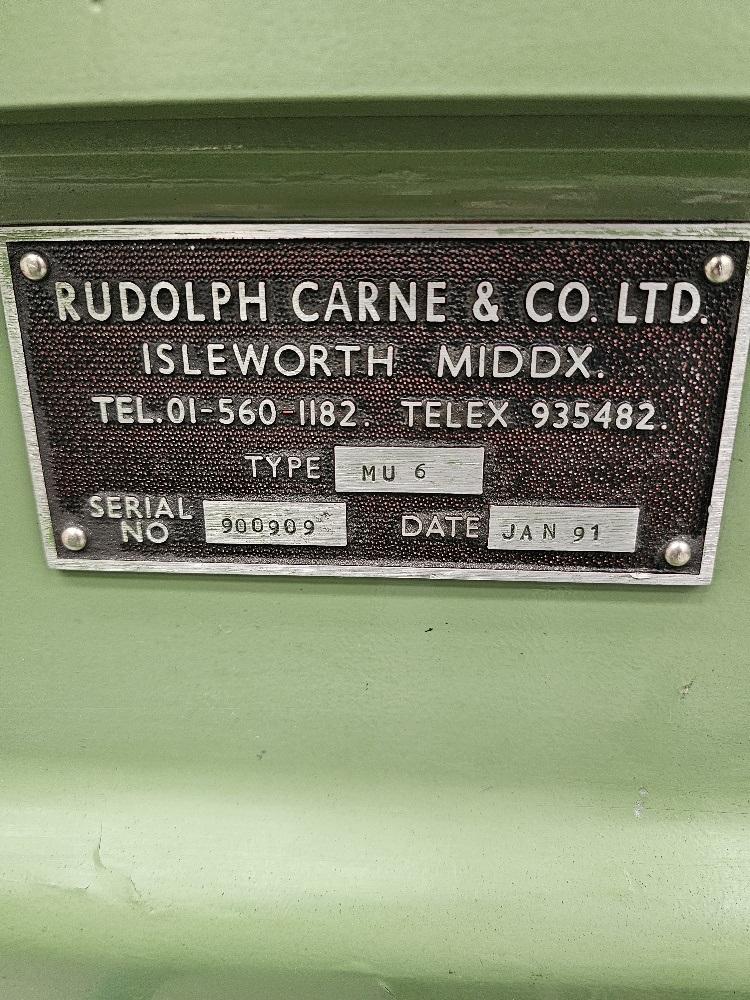 RUDOLPH CARNE & CO. LTD.
ISLEWORTH MIDDX.
TEL.01-560-1182. TELEX 935482.
TYPE MU 6
SERIAL NO 900909 DATE JAN 91